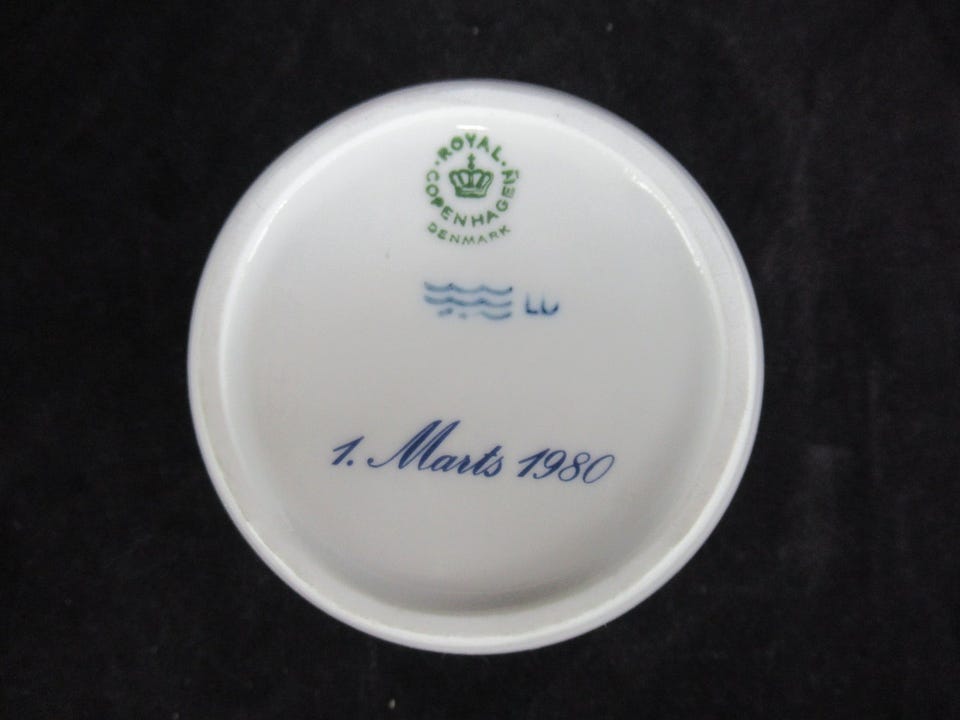 ROYAL
COPENHAGEN
DENMARK
1. Marts 1980